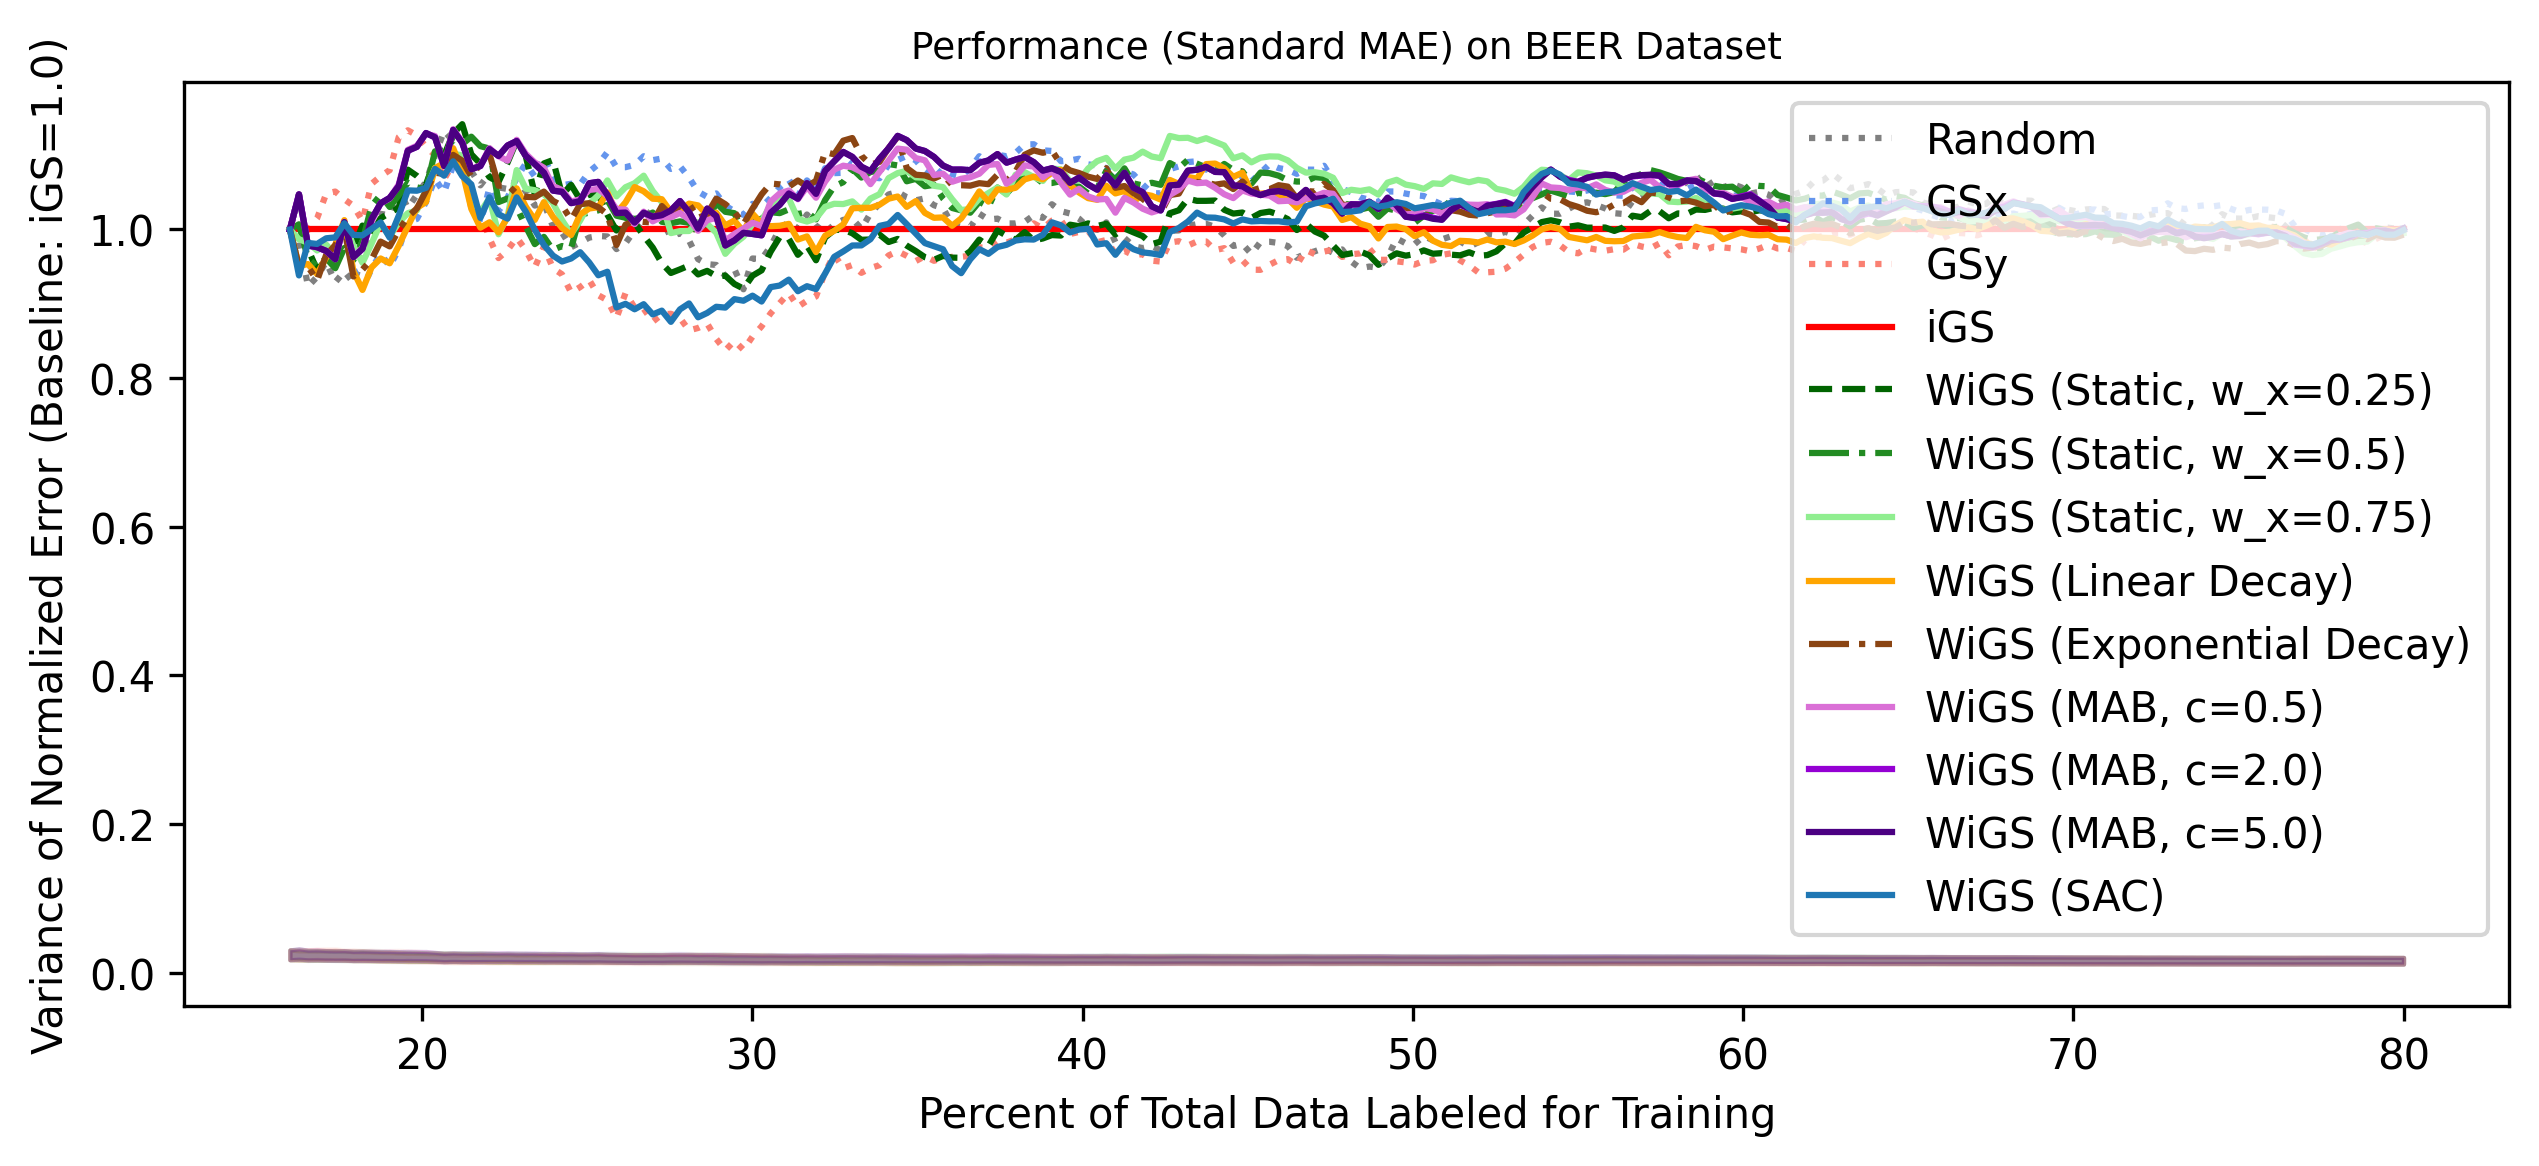 Performance (Standard MAE) on BEER Dataset
Variance of Normalized Error (Baseline: iGS=1.0)
1.0
0.8
0.6
0.4
0.2
0.0
20 30 40 50 60 70 80
Percent of Total Data Labeled for Training
Random
GSx
GSy
iGS
WiGS (Static, w_x=0.25)
WiGS (Static, w_x=0.5)
WiGS (Static, w_x=0.75)
WiGS (Linear Decay)
WiGS (Exponential Decay)
WiGS (MAB, c=0.5)
WiGS (MAB, c=2.0)
WiGS (MAB, c=5.0)
WiGS (SAC)